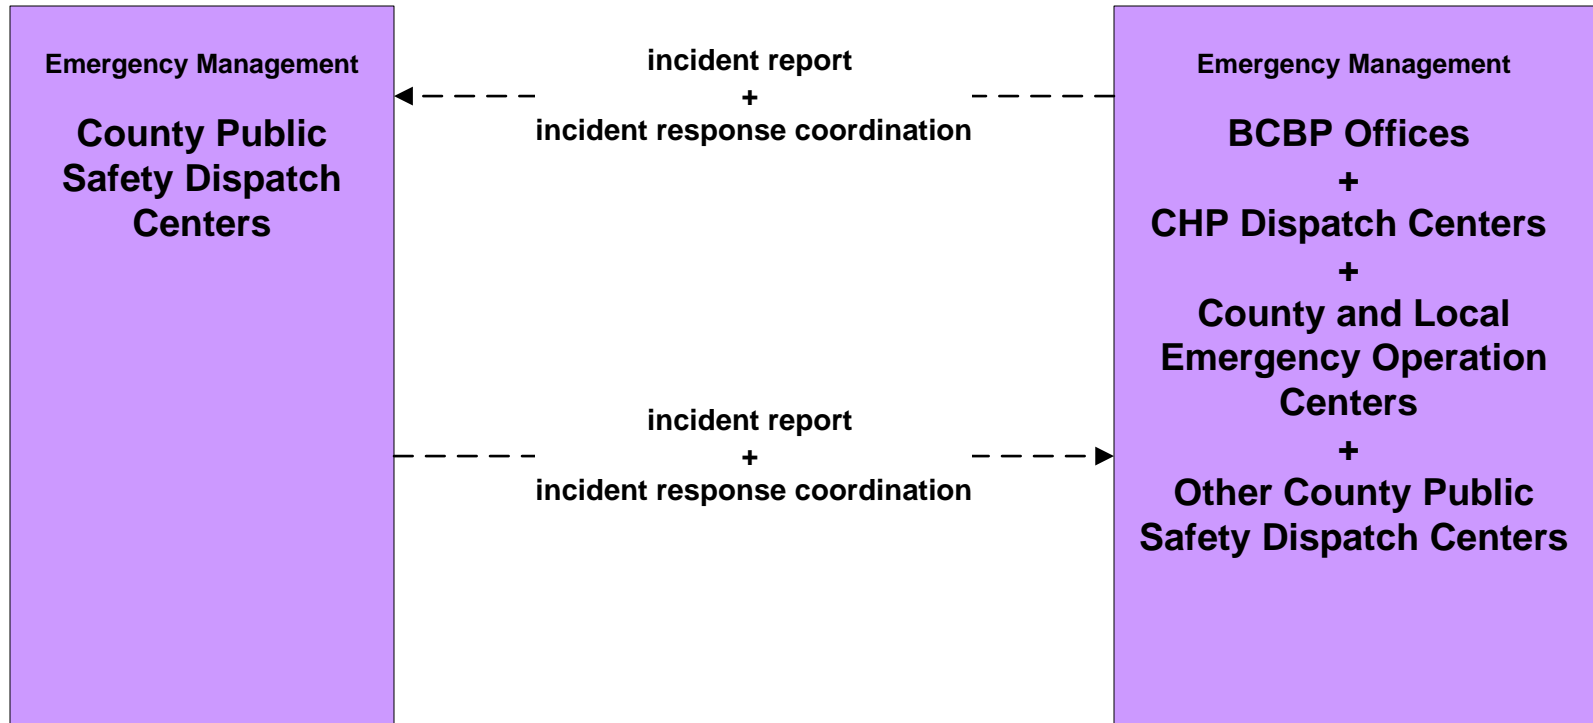 Emergency Management
County Public
Safety Dispatch
Centers
incident report
+
incident response coordination
incident report
+
incident response coordination
Emergency Management
BCBP Offices
+
CHP Dispatch Centers
+
County and Local
Emergency Operation
Centers
+
Other County Public
Safety Dispatch Centers